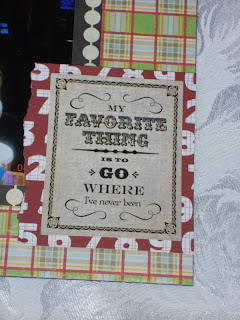 MY
FAVORITE
THING
IS TO
GO
WHERE
I've never been